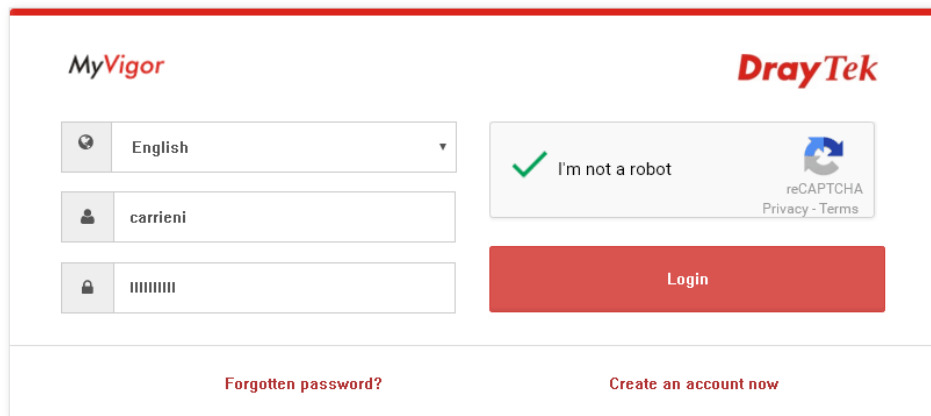 MyVigor
DrayTek
English
I'm not a robot
reCAPTCHA
Privacy - Terms
carrieni
Login
Forgotten password?
Create an account now